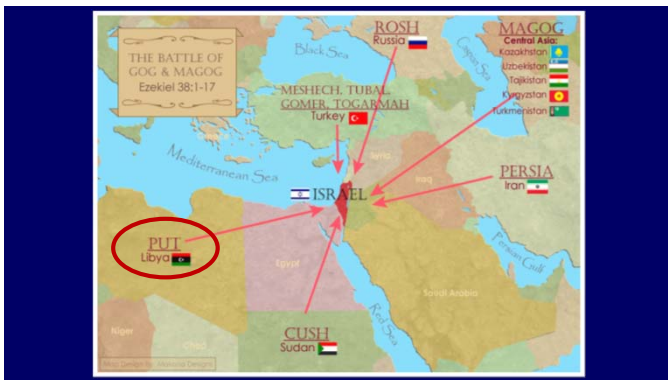 THE BATTLE OF
GOG & MAGOG
Ezekiel 38:1-17
ROSH
Russia
MAGOG
Central Asia:
Kazakhstan
Uzbekistan
Tajikistan
Kyrgyzstan
Turkmenistan
Black Sea
Caspian Sea
MESHECH, TUBAL,
GOMER, TOGARMAH
Turkey
Mediterranean Sea
Syria
Iraq
PERSIA
Iran
ISRAEL
PUT
Libya
Egypt
Persian Gulf
Saudi Arabia
Red Sea
Niger
Chad
CUSH
Sudan